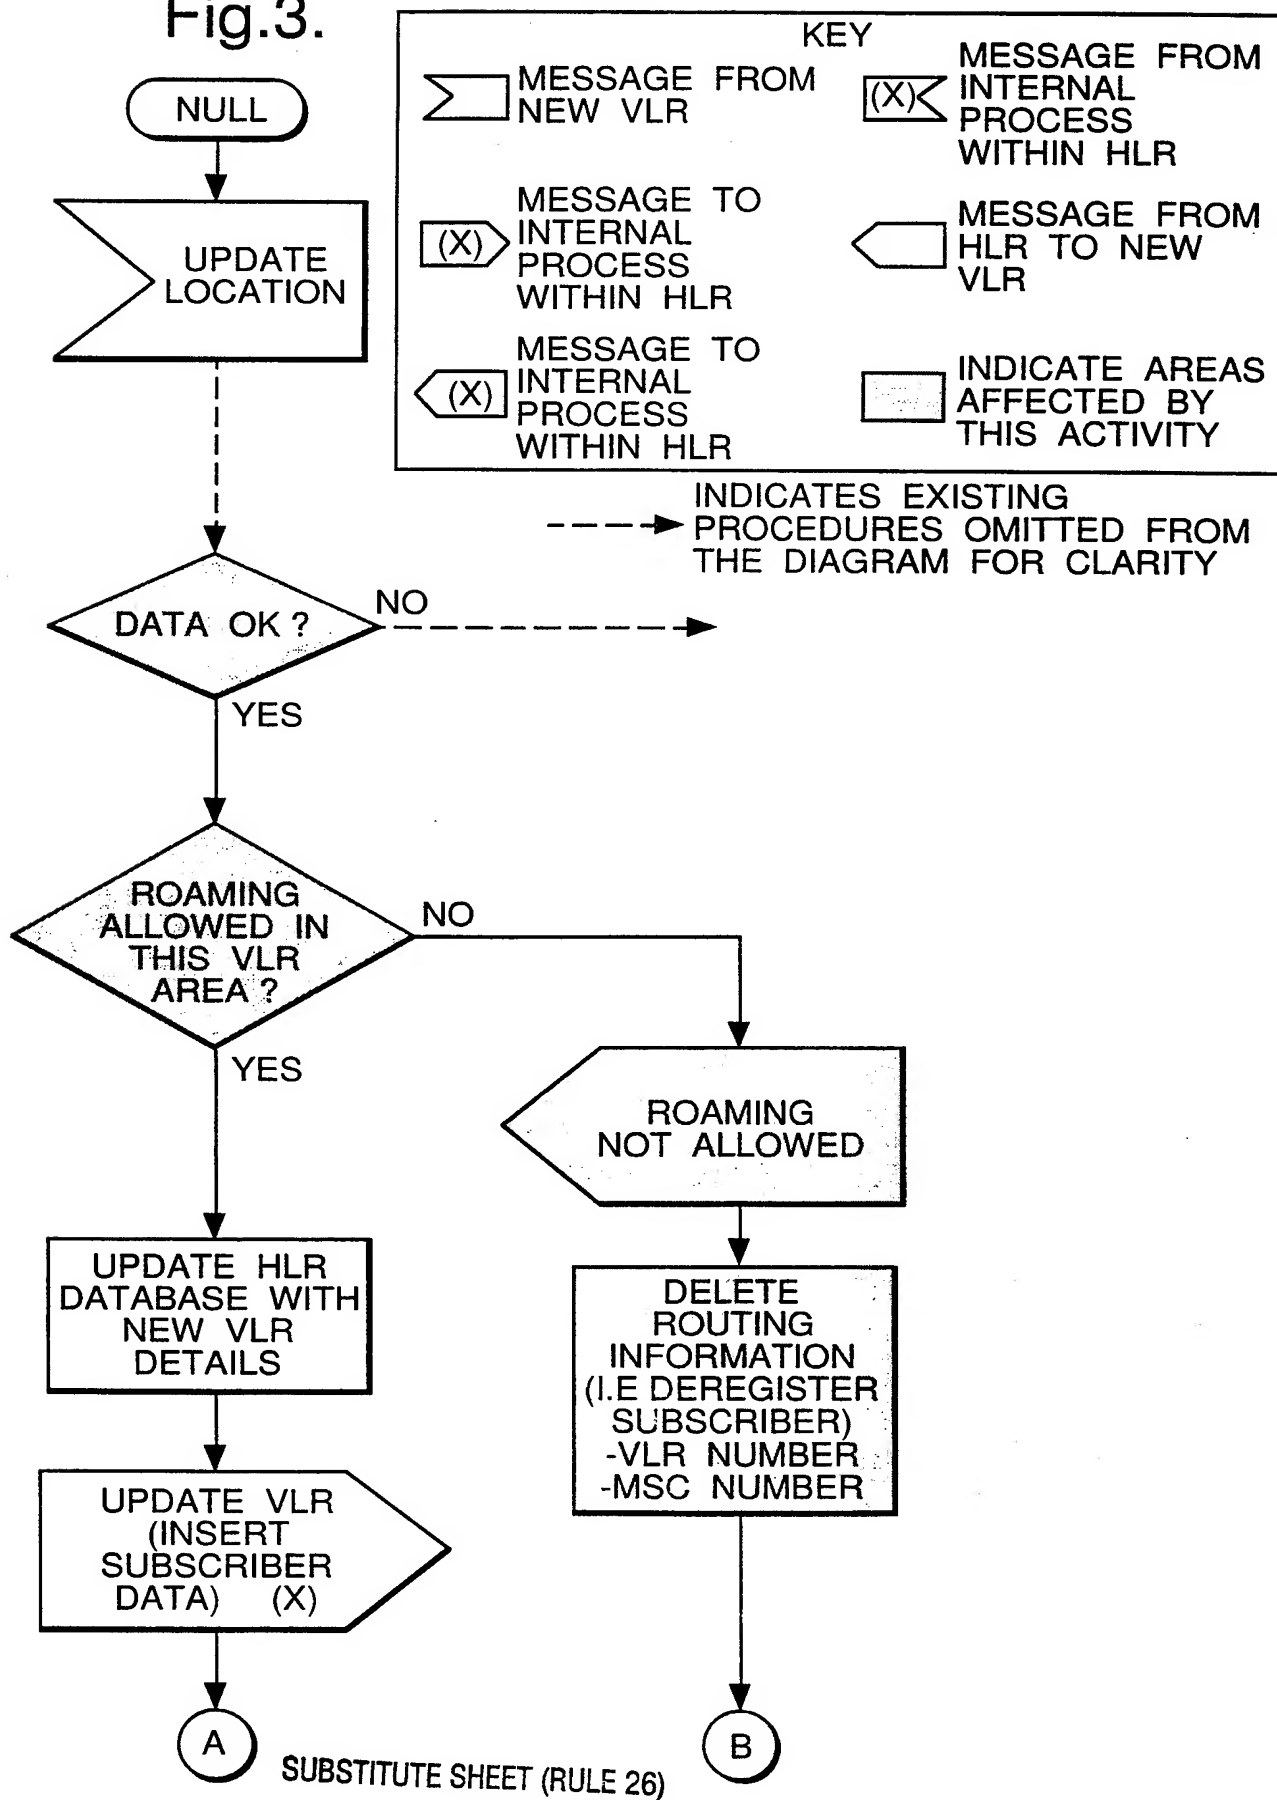 Fig.3.
KEY
MESSAGE FROM
NEW VLR
(X)
MESSAGE FROM
INTERNAL
PROCESS
WITHIN HLR
(X)
MESSAGE TO
INTERNAL
PROCESS
WITHIN HLR
MESSAGE FROM
HLR TO NEW
VLR
(X)
MESSAGE TO
INTERNAL
PROCESS
WITHIN HLR
INDICATE AREAS
AFFECTED BY
THIS ACTIVITY
INDICATES EXISTING
PROCEDURES OMITTED FROM
THE DIAGRAM FOR CLARITY
NULL
UPDATE
LOCATION
DATA OK ?
NO
YES
ROAMING
ALLOWED IN
THIS VLR
AREA ?
NO
YES
ROAMING
NOT ALLOWED
UPDATE HLR
DATABASE WITH
NEW VLR
DETAILS
DELETE
ROUTING
INFORMATION
(I.E DEREGISTER
SUBSCRIBER)
-VLR NUMBER
-MSC NUMBER
UPDATE VLR
(INSERT
SUBSCRIBER
DATA) (X)
A
B
SUBSTITUTE SHEET (RULE 26)